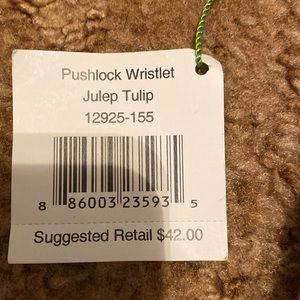 Pushlock Wristlet
Julep Tulip
12925-155
8 86003 23593 5
Suggested Retail $42.00